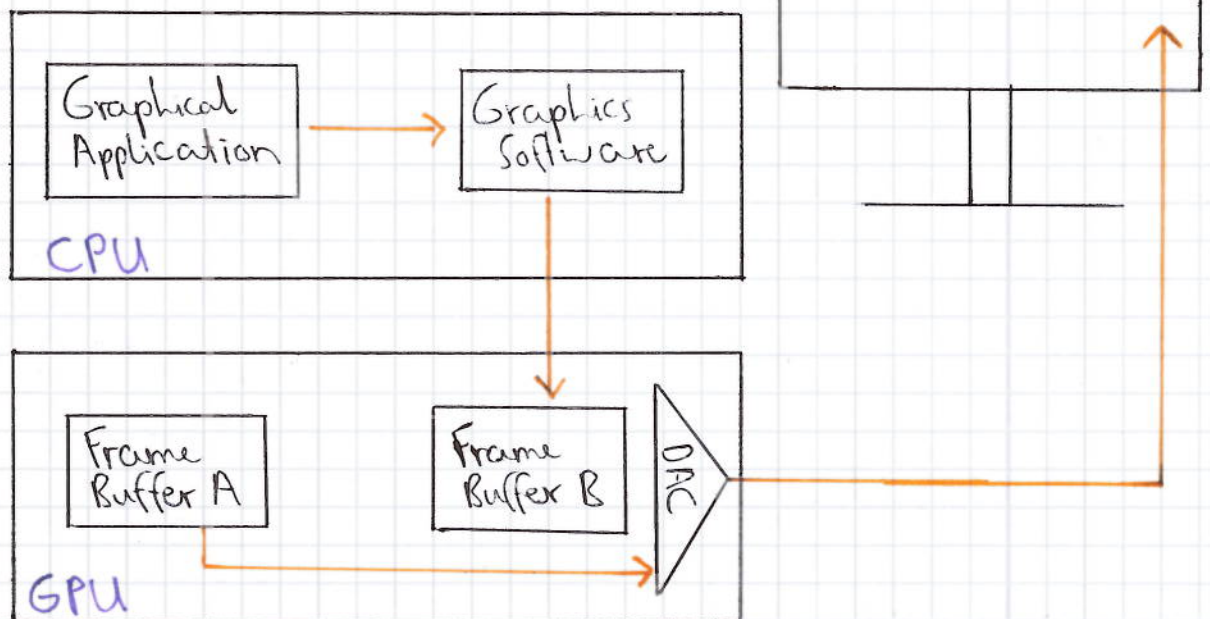 Graphical
Application
Graphics
Software
CPU
Frame
Buffer A
Frame
Buffer B
DAC
GPU